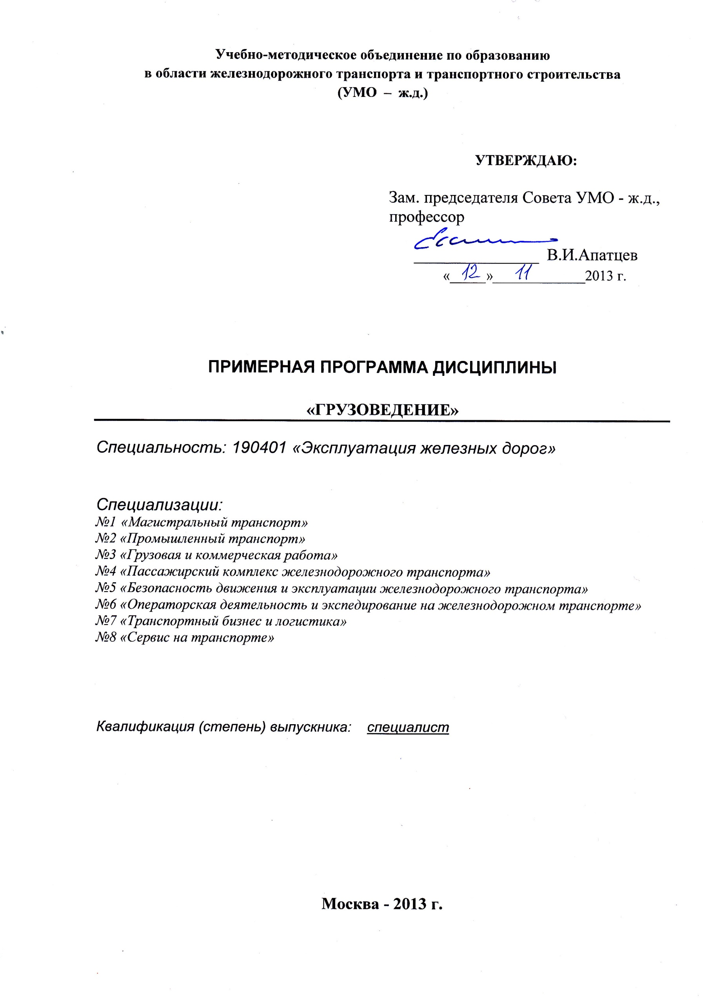 Учебно-методическое объединение по образованию
в области железнодорожного транспорта и транспортного строительства
(УМО – ж.д.)
УТВЕРЖДАЮ:
Зам. председателя Совета УМО - ж.д.,
профессор
В.И.Апатцев
«12» 11 2013 г.
ПРИМЕРНАЯ ПРОГРАММА ДИСЦИПЛИНЫ
«ГРУЗОВЕДЕНИЕ»
Специальность: 190401 «Эксплуатация железных дорог»
Специализации:
№1 «Магистральный транспорт»
№2 «Промышленный транспорт»
№3 «Грузовая и коммерческая работа»
№4 «Пассажирский комплекс железнодорожного транспорта»
№5 «Безопасность движения и эксплуатации железнодорожного транспорта»
№6 «Операторская деятельность и экспедирование на железнодорожном транспорте»
№7 «Транспортный бизнес и логистика»
№8 «Сервис на транспорте»
Квалификация (степень) выпускника: специалист
Москва - 2013 г.